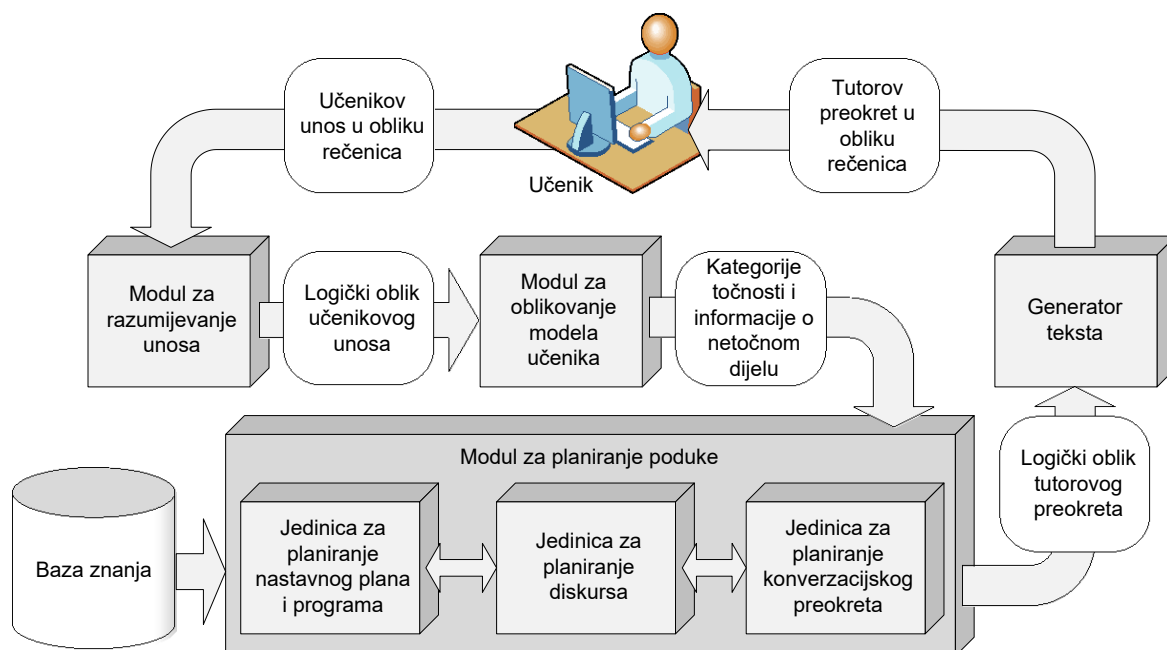 Učenikov
unos u obliku
rečenica
Učenik
Tutorov
preokret u
obliku
rečenica
Modul za
razumijevanje
unosa
Logički oblik
učenikovog
unosa
Modul za
oblikovanje
modela
učenika
Kategorije
točnosti i
informacije o
netočnom
dijelu
Generator
teksta
Modul za planiranje poduke
Logički oblik
tutorovog
preokreta
Baza znanja
Jedinica za
planiranje
nastavnog plana
i programa
Jedinica za
planiranje
diskursa
Jedinica za
planiranje
konverzacijskog
preokreta